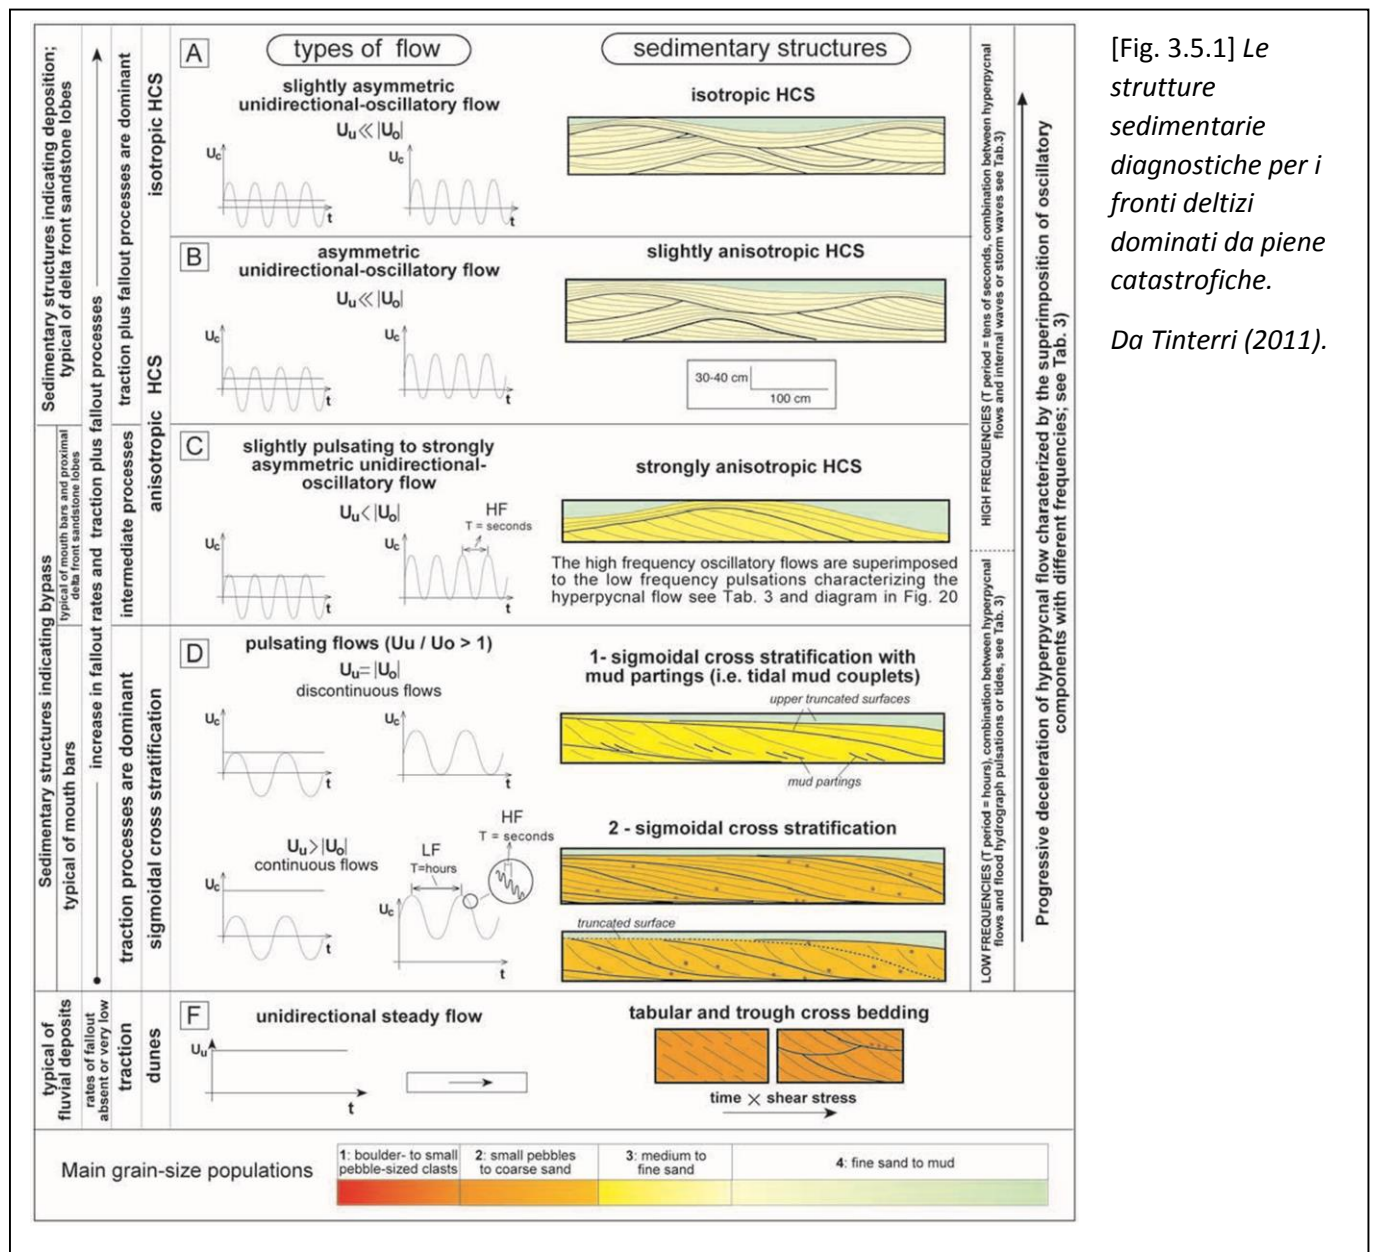 types of flow
sedimentary structures
A
slightly asymmetric
unidirectional-oscillatory flow
Uu≪|Uo|
Uc
t
Uc
t
isotropic HCS
B
asymmetric
unidirectional-oscillatory flow
Uu≪|Uo|
Uc
t
Uc
t
slightly anisotropic HCS
30-40 cm
100 cm
C
slightly pulsating to strongly
asymmetric unidirectional-
oscillatory flow
Uu<|Uo|
HF
T = seconds
Uc
t
Uc
t
strongly anisotropic HCS
The high frequency oscillatory flows are superimposed
to the low frequency pulsations characterizing the
hyperpycnal flow see Tab. 3 and diagram in Fig. 20
D
pulsating flows (Uu / Uo > 1)
Uu=|Uo|
discontinuous flows
Uc
t
Uc
t
1- sigmoidal cross stratification with
mud partings (i.e. tidal mud couplets)
upper truncated surfaces
mud partings
Uu>|Uo|
continuous flows
Uc
t
LF
T=hours
HF
T = seconds
Uc
t
2 - sigmoidal cross stratification
truncated surface
F
unidirectional steady flow
Uu
t
tabular and trough cross bedding
time × shear stress
Sedimentary structures indicating deposition;
typical of delta front sandstone lobes
Sedimentary structures indicating bypass
typical of mouth bars and proximal
delta front sandstone lobes
typical of mouth bars
typical of
fluvial deposits
increase in fallout rates and traction plus fallout processes
rates of fallout
absent or very low
traction plus fallout processes are dominant
intermediate processes
traction processes are dominant
traction
isotropic HCS
anisotropic HCS
sigmoidal cross stratification
dunes
HIGH FREQUENCIES (T period = tens of seconds, combination between hyperpycnal
flows and internal waves or storm waves see Tab.3)
LOW FREQUENCIES (T period = hours), combination between hyperpycnal
flows and flood hydrograph pulsations or tides, see Tab. 3)
Progressive deceleration of hyperpycnal flow characterized by the superimposition of oscillatory
components with different frequencies; see Tab. 3)
Main grain-size populations
1: boulder- to small
pebble-sized clasts
2: small pebbles
to coarse sand
3: medium to
fine sand
4: fine sand to mud
[Fig. 3.5.1] Le
strutture
sedimentarie
diagnostiche per i
fronti deltizi
dominati da piene
catastrofiche.
Da Tinterri (2011).